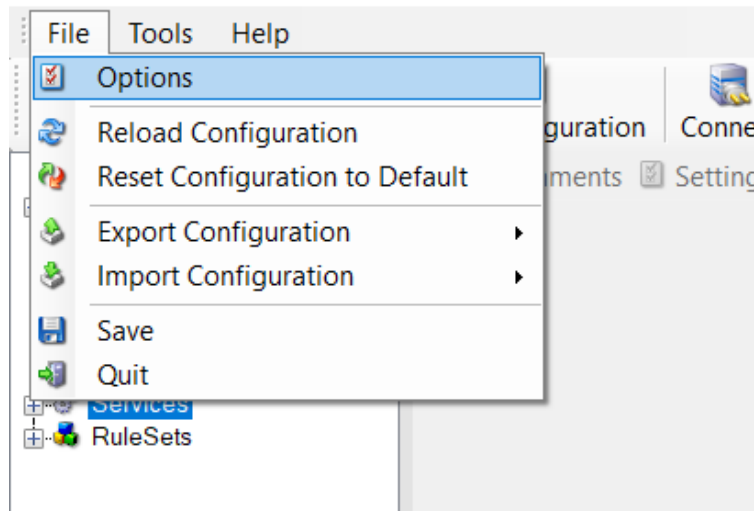 File Tools Help
Options
guration Conne
Reload Configuration
Reset Configuration to Default
ments Setting
Export Configuration
Import Configuration
Save
Quit
Services
RuleSets